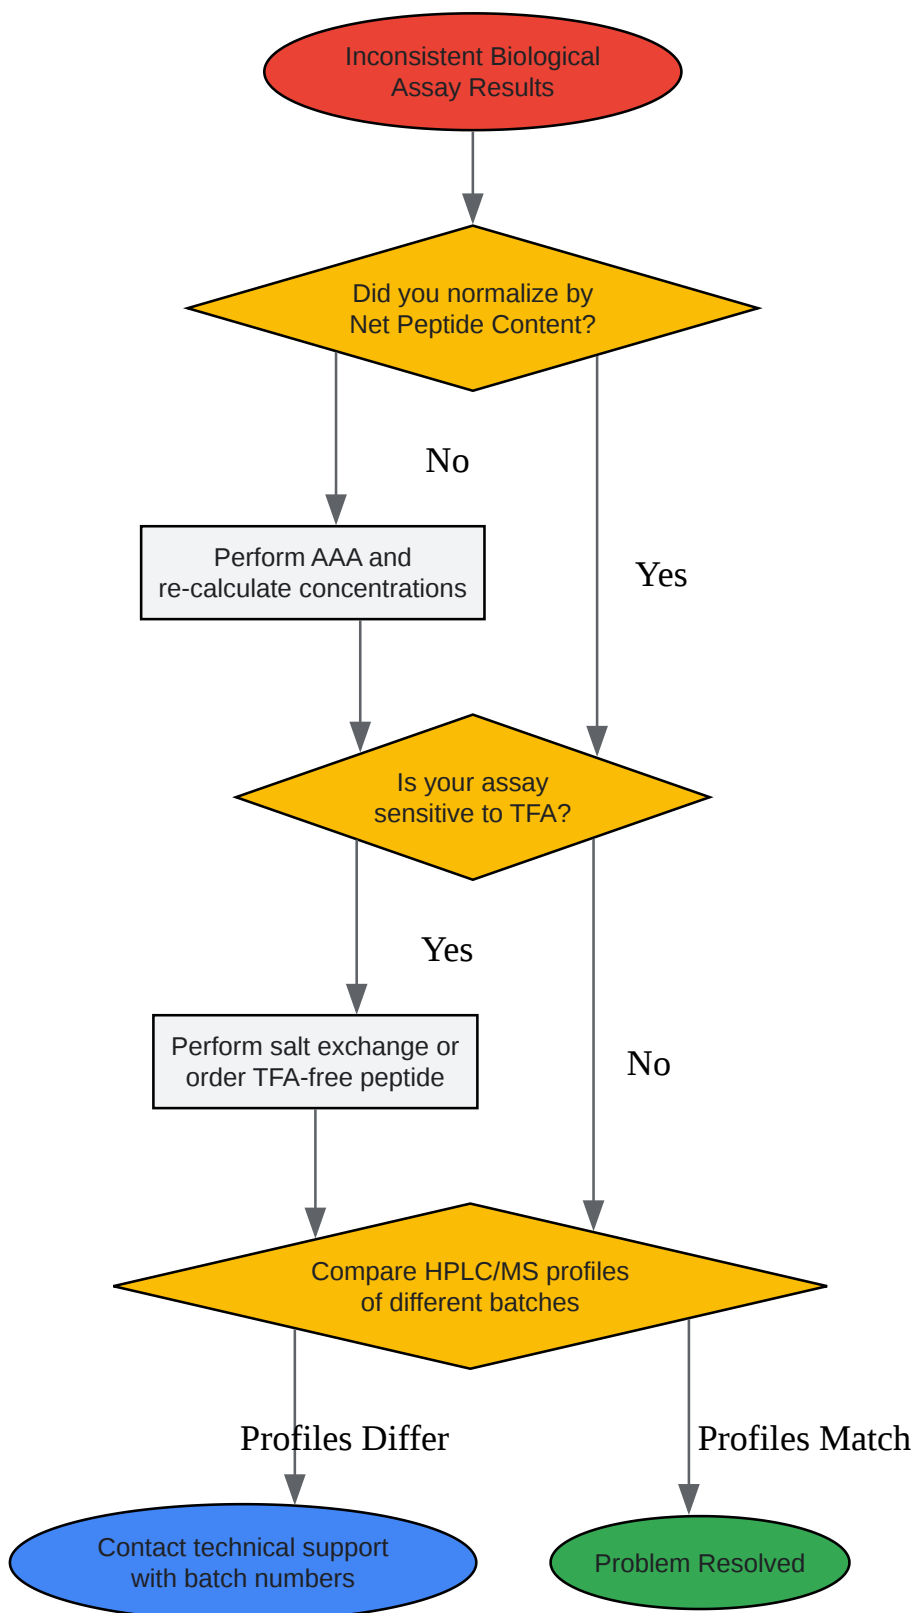 Inconsistent Biological
Assay Results
Did you normalize by
Net Peptide Content?
No
Perform AAA and
re-calculate concentrations
Yes
Is your assay
sensitive to TFA?
Yes
Perform salt exchange or
order TFA-free peptide
No
Compare HPLC/MS profiles
of different batches
Profiles Differ
Profiles Match
Contact technical support
with batch numbers
Problem Resolved